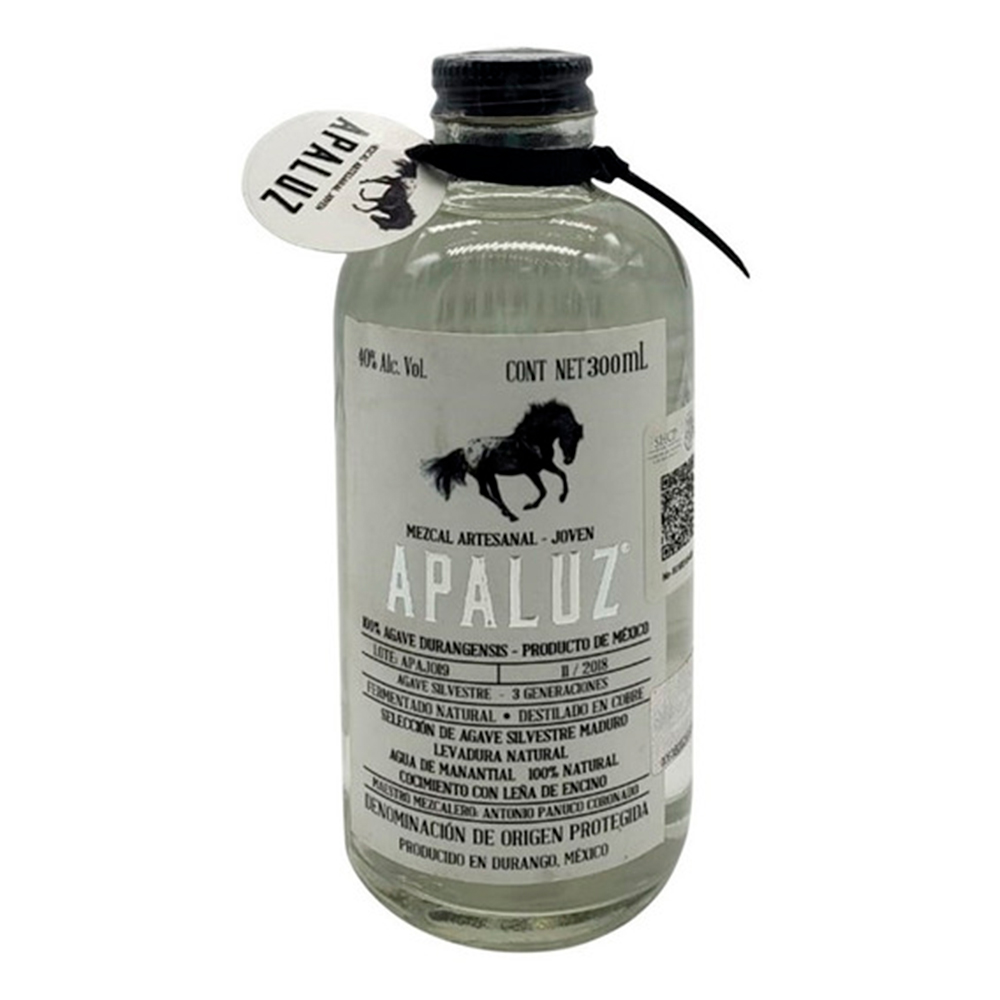 APALUZ
MEZCAL ARTESANAL JOVEN
40% Alc. Vol.
CONT NET 300mL
MEZCAL ARTESANAL - JOVEN
APALUZ
100% AGAVE DURANGENSIS - PRODUCTO DE MÉXICO
LOTE: APAJ019 11 / 2018
AGAVE SILVESTRE - 3 GENERACIONES
FERMENTADO NATURAL • DESTILADO EN COBRE
SELECCIÓN DE AGAVE SILVESTRE MADURO
LEVADURA NATURAL
AGUA DE MANANTIAL 100% NATURAL
COCIMIENTO CON LEÑA DE ENCINO
MAESTRO MEZCALERO: ANTONIO PANUCO CORONADO
DENOMINACIÓN DE ORIGEN PROTEGIDA
PRODUCIDO EN DURANGO, MÉXICO
SHCP